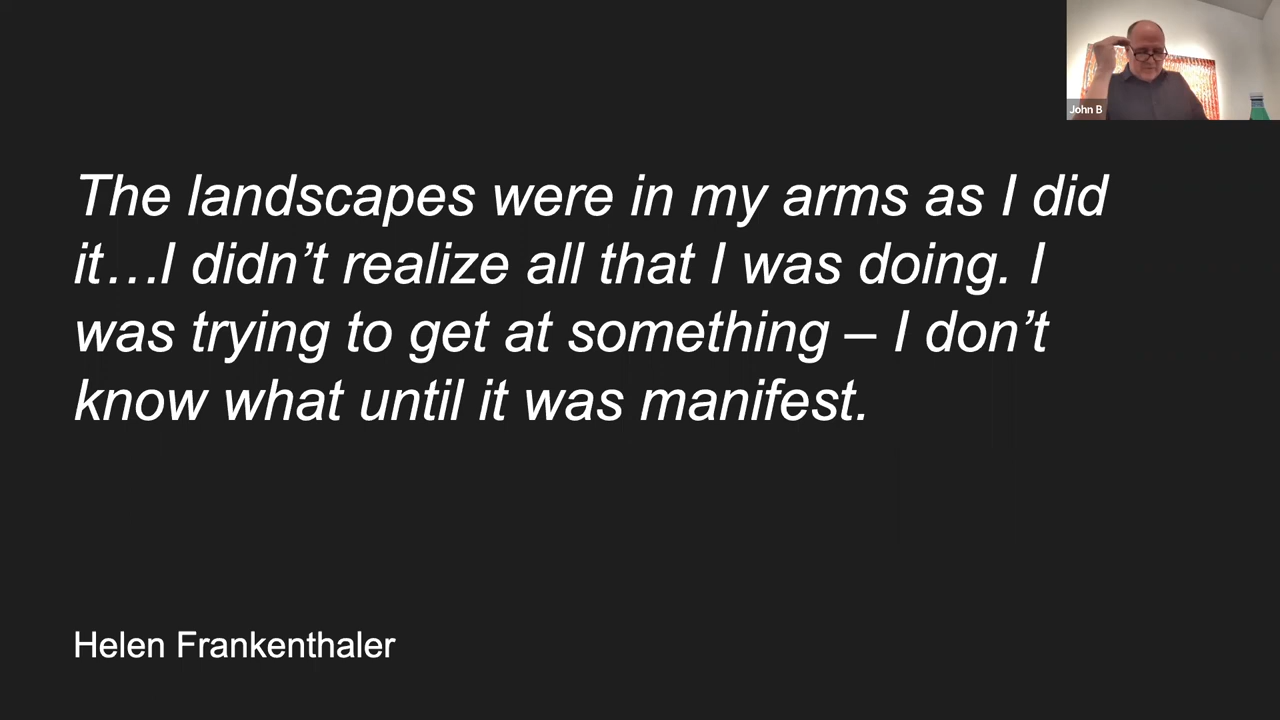 John B
The landscapes were in my arms as I did
it…I didn’t realize all that I was doing. I
was trying to get at something – I don’t
know what until it was manifest.
Helen Frankenthaler